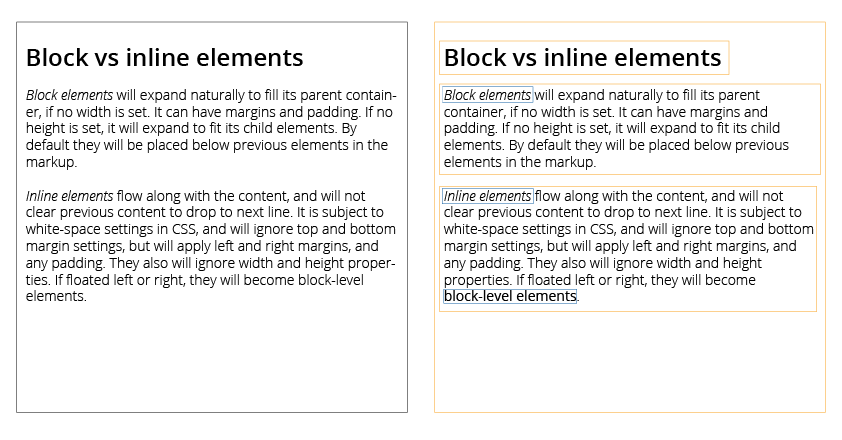 Block vs inline elements
Block elements will expand naturally to fill its parent contain-
er, if no width is set. It can have margins and padding. If no
height is set, it will expand to fit its child elements. By
default they will be placed below previous elements in the
markup.
Inline elements flow along with the content, and will not
clear previous content to drop to next line. It is subject to
white-space settings in CSS, and will ignore top and bottom
margin settings, but will apply left and right margins, and
any padding. They also will ignore width and height proper-
ties. If floated left or right, they will become block-level
elements.
Block vs inline elements
Block elements will expand naturally to fill its parent
container, if no width is set. It can have margins and
padding. If no height is set, it will expand to fit its child
elements. By default they will be placed below previous
elements in the markup.
Inline elements flow along with the content, and will not
clear previous content to drop to next line. It is subject to
white-space settings in CSS, and will ignore top and bottom
margin settings, but will apply left and right margins, and
any padding. They also will ignore width and height
properties. If floated left or right, they will become
block-level elements.